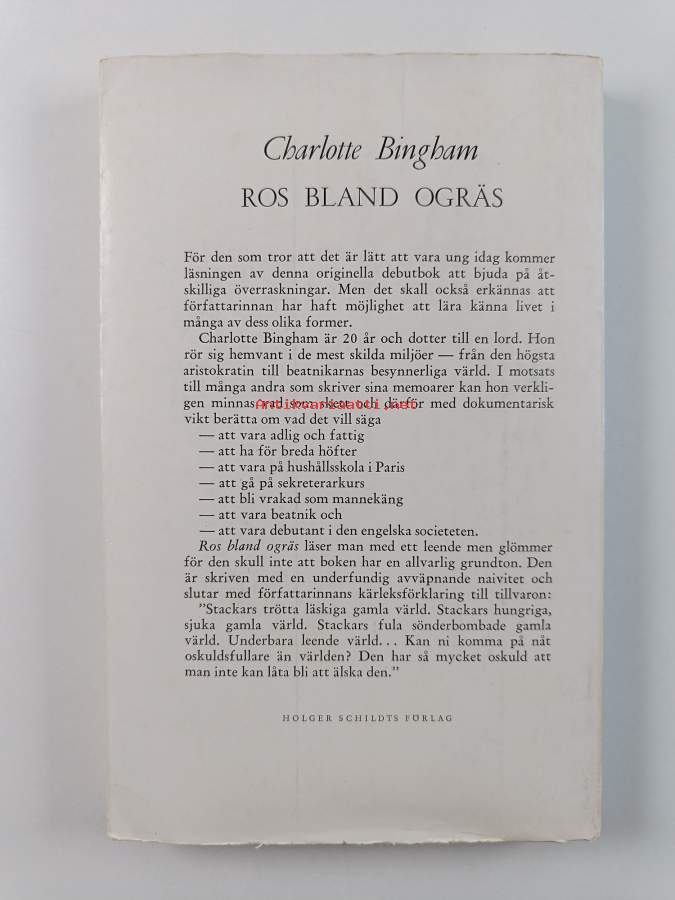 Charlotte Bingham
ROS BLAND OGRÄS
För den som tror att det är lätt att vara ung idag kommer
läsningen av denna originella debutbok att bjuda på åt-
skilliga överraskningar. Men det skall också erkännas att
författarinnan har haft möjlighet att lära känna livet i
många av dess olika former.
Charlotte Bingham är 20 år och dotter till en lord. Hon
rör sig hemvant i de mest skilda miljöer — från den högsta
aristokratin till beatnikarnas besynnerliga värld. I motsats
till många andra som skriver sina memoarer kan hon verkli-
gen minnas vad som skett och därför med dokumentarisk
Antikvariaatti.net
vikt berätta om vad det vill säga
— att vara adlig och fattig
— att ha för breda höfter
— att vara på hushållsskola i Paris
— att gå på sekreterarkurs
— att bli vrakad som mannekäng
— att vara beatnik och
— att vara debutant i den engelska societeten.
Ros bland ogräs läser man med ett leende men glömmer
för den skull inte att boken har en allvarlig grundton. Den
är skriven med en underfundig avväpnande naivitet och
slutar med författarinnans kärleksförklaring till tillvaron:
”Stackars trötta läskiga gamla värld. Stackars hungriga,
sjuka gamla värld. Stackars fula sönderbombade gamla
värld. Underbara leende värld... Kan ni komma på nåt
oskuldsfullare än världen? Den har så mycket oskuld att
man inte kan låta bli att älska den.”
HOLGER SCHILDTS FÖRLAG